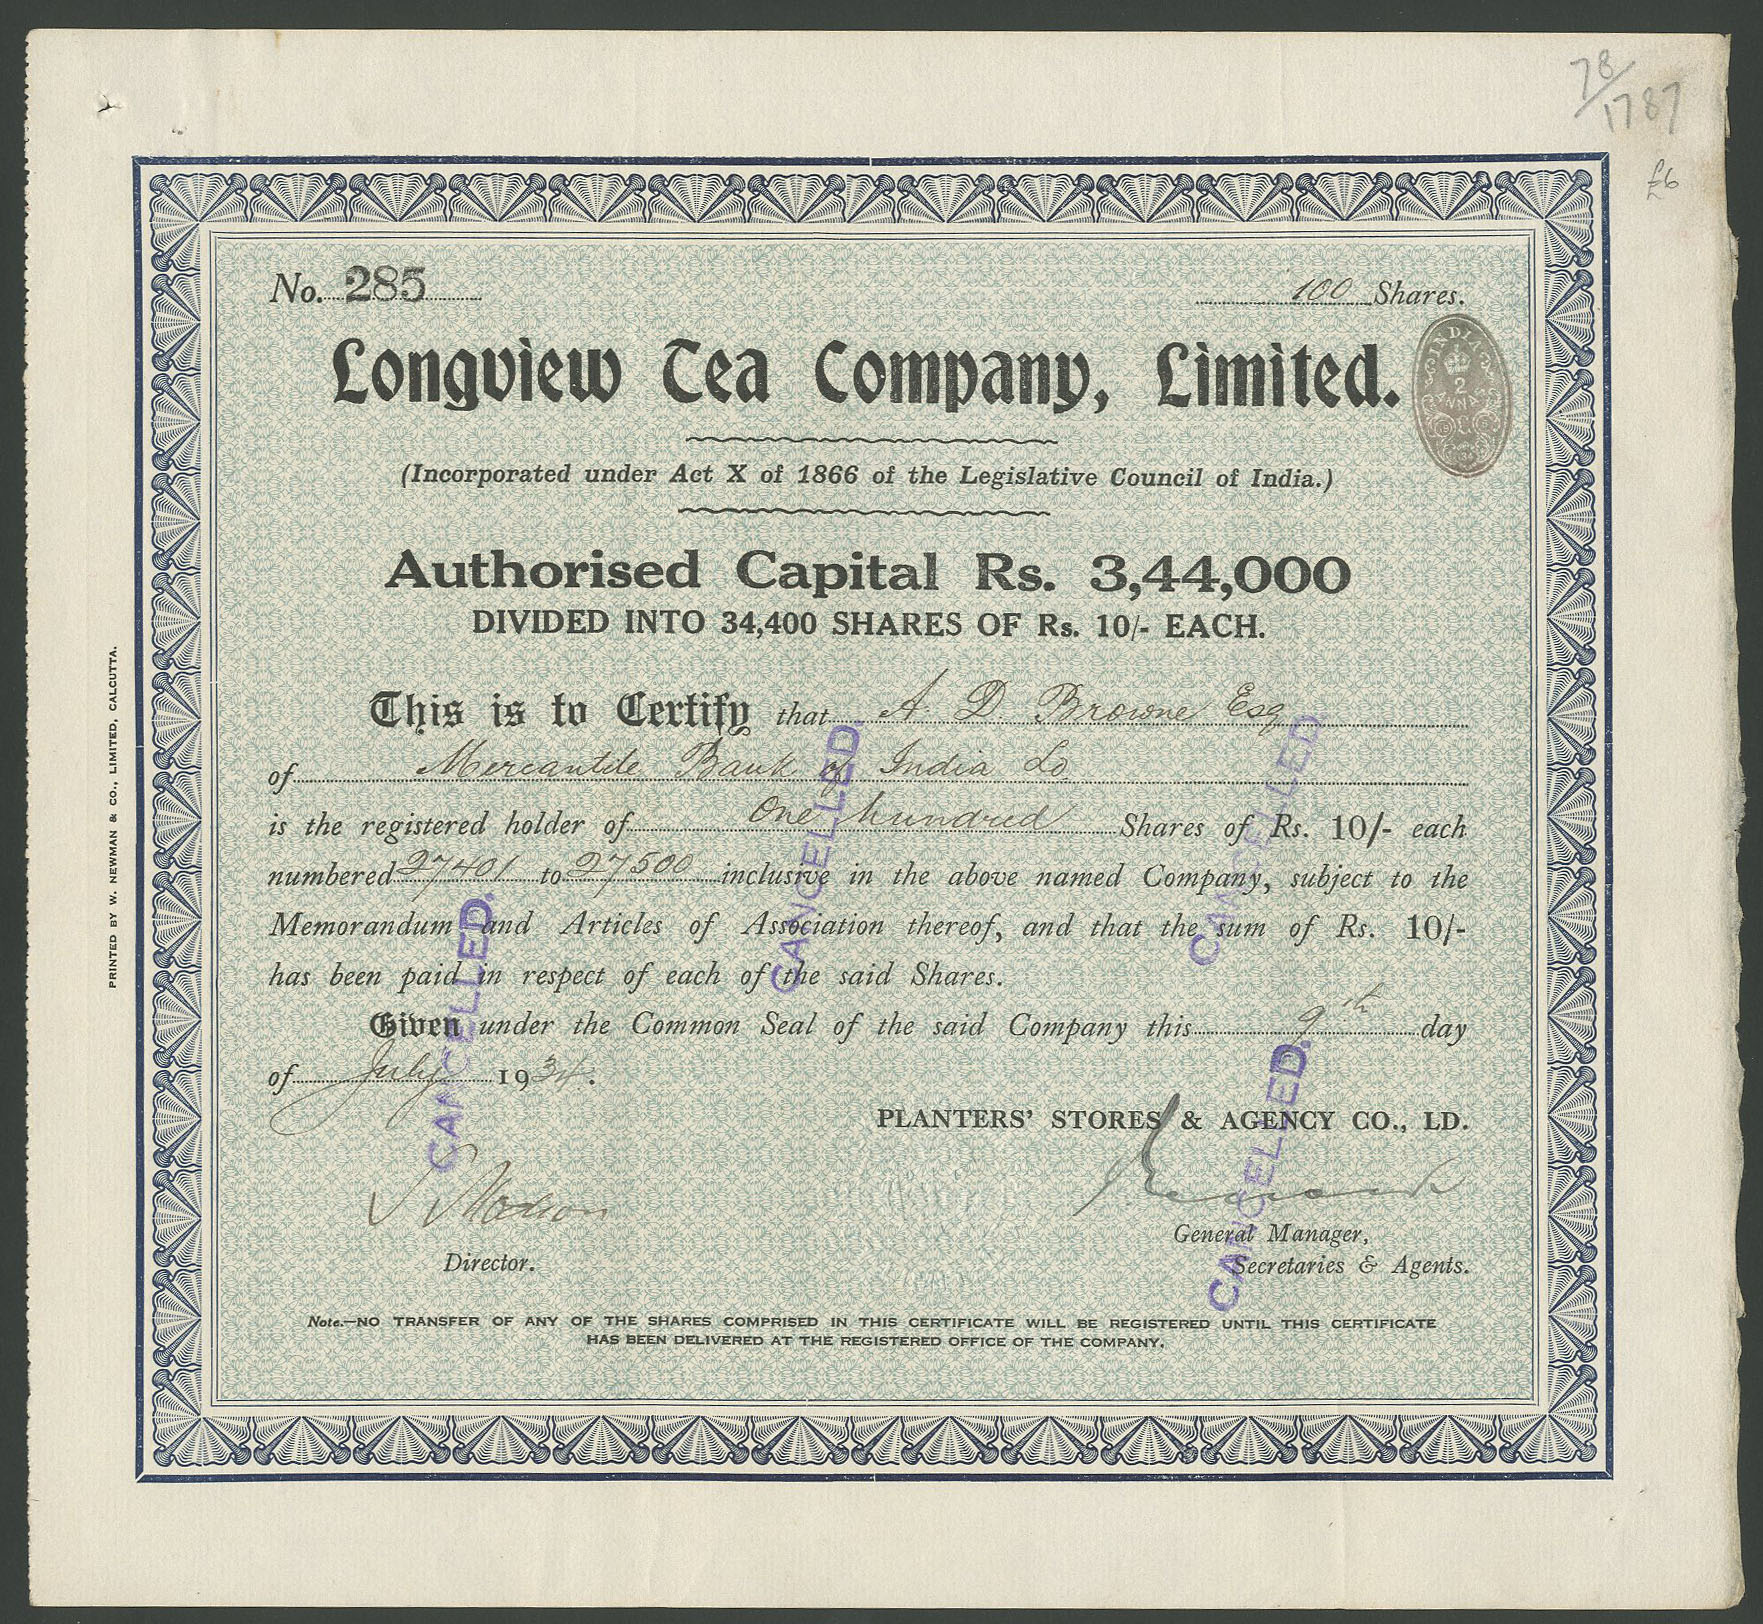 78/1787
£6
No. 285
100 Shares.
Longview Tea Company, Limited.
INDIA
2
ANNAS
(Incorporated under Act X of 1866 of the Legislative Council of India.)
Authorised Capital Rs. 3,44,000
DIVIDED INTO 34,400 SHARES OF Rs. 10/- EACH.
This is to Certify that A. D. Browne Esq
of Mercantile Bank of India Ld
is the registered holder of One hundred Shares of Rs. 10/- each
numbered 27401 to 27500 inclusive in the above named Company, subject to the
Memorandum and Articles of Association thereof, and that the sum of Rs. 10/-
has been paid in respect of each of the said Shares.
Given under the Common Seal of the said Company this 9th day
of July 1934.
PLANTERS' STORES & AGENCY CO., LD.
Director.
General Manager,
Secretaries & Agents.
Note.—NO TRANSFER OF ANY OF THE SHARES COMPRISED IN THIS CERTIFICATE WILL BE REGISTERED UNTIL THIS CERTIFICATE
HAS BEEN DELIVERED AT THE REGISTERED OFFICE OF THE COMPANY.
CANCELLED.
CANCELLED.
CANCELLED.
CANCELLED.
PRINTED BY W. NEWMAN & CO., LIMITED, CALCUTTA.